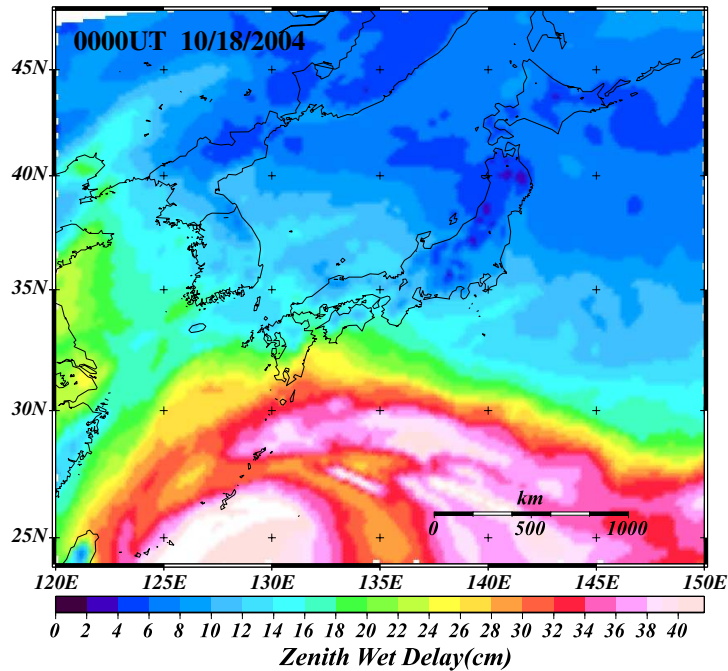 0000UT 10/18/2004
45N
40N
35N
30N
25N
km
0 500 1000
120E 125E 130E 135E 140E 145E 150E
0 2 4 6 8 10 12 14 16 18 20 22 24 26 28 30 32 34 36 38 40
Zenith Wet Delay(cm)